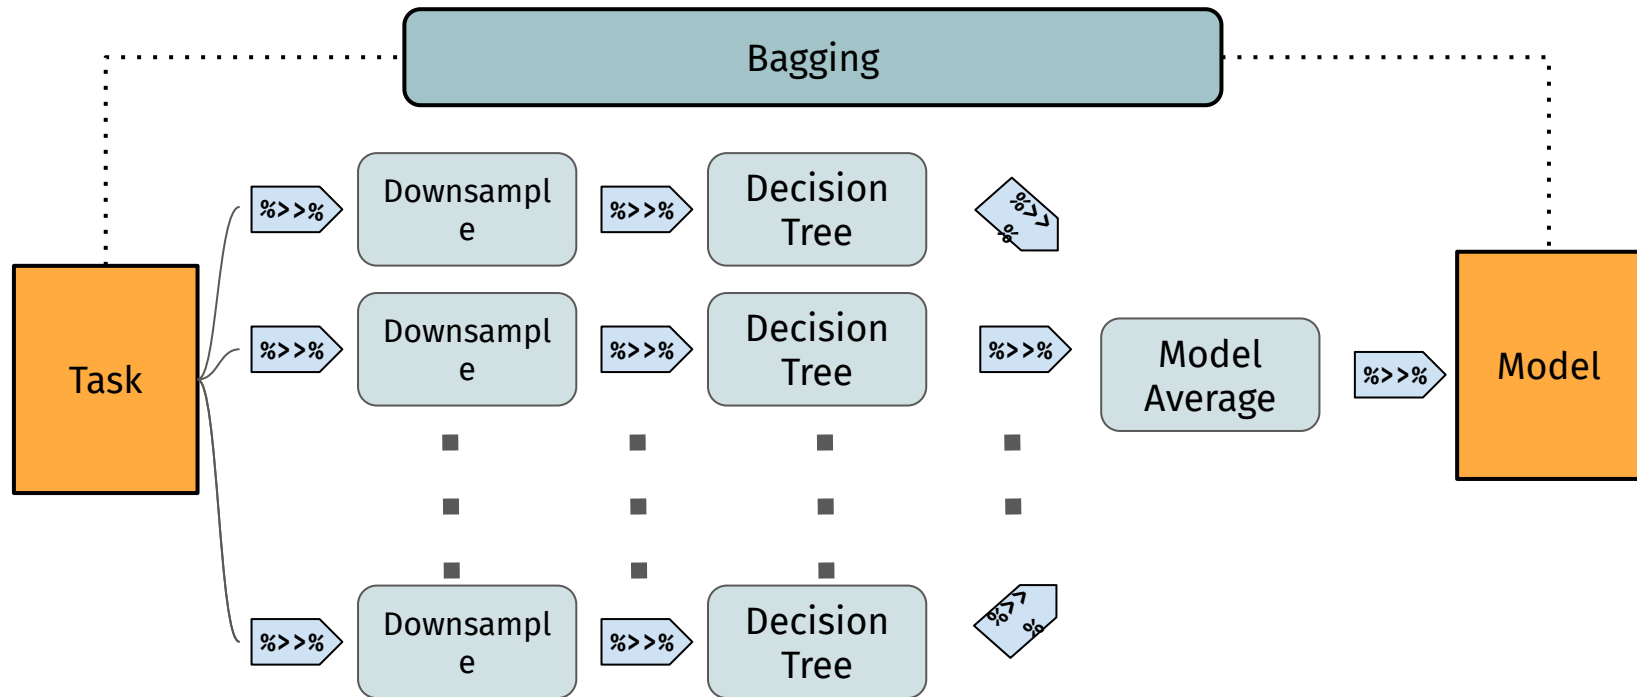 Bagging
%>>%
Downsampl
e
%>>%
Decision
Tree
%>>
%
%>>%
Downsampl
e
%>>%
Decision
Tree
%>>%
Task
Model
Average
%>>%
Model
%>>%
Downsampl
e
%>>%
Decision
Tree
%>>
%